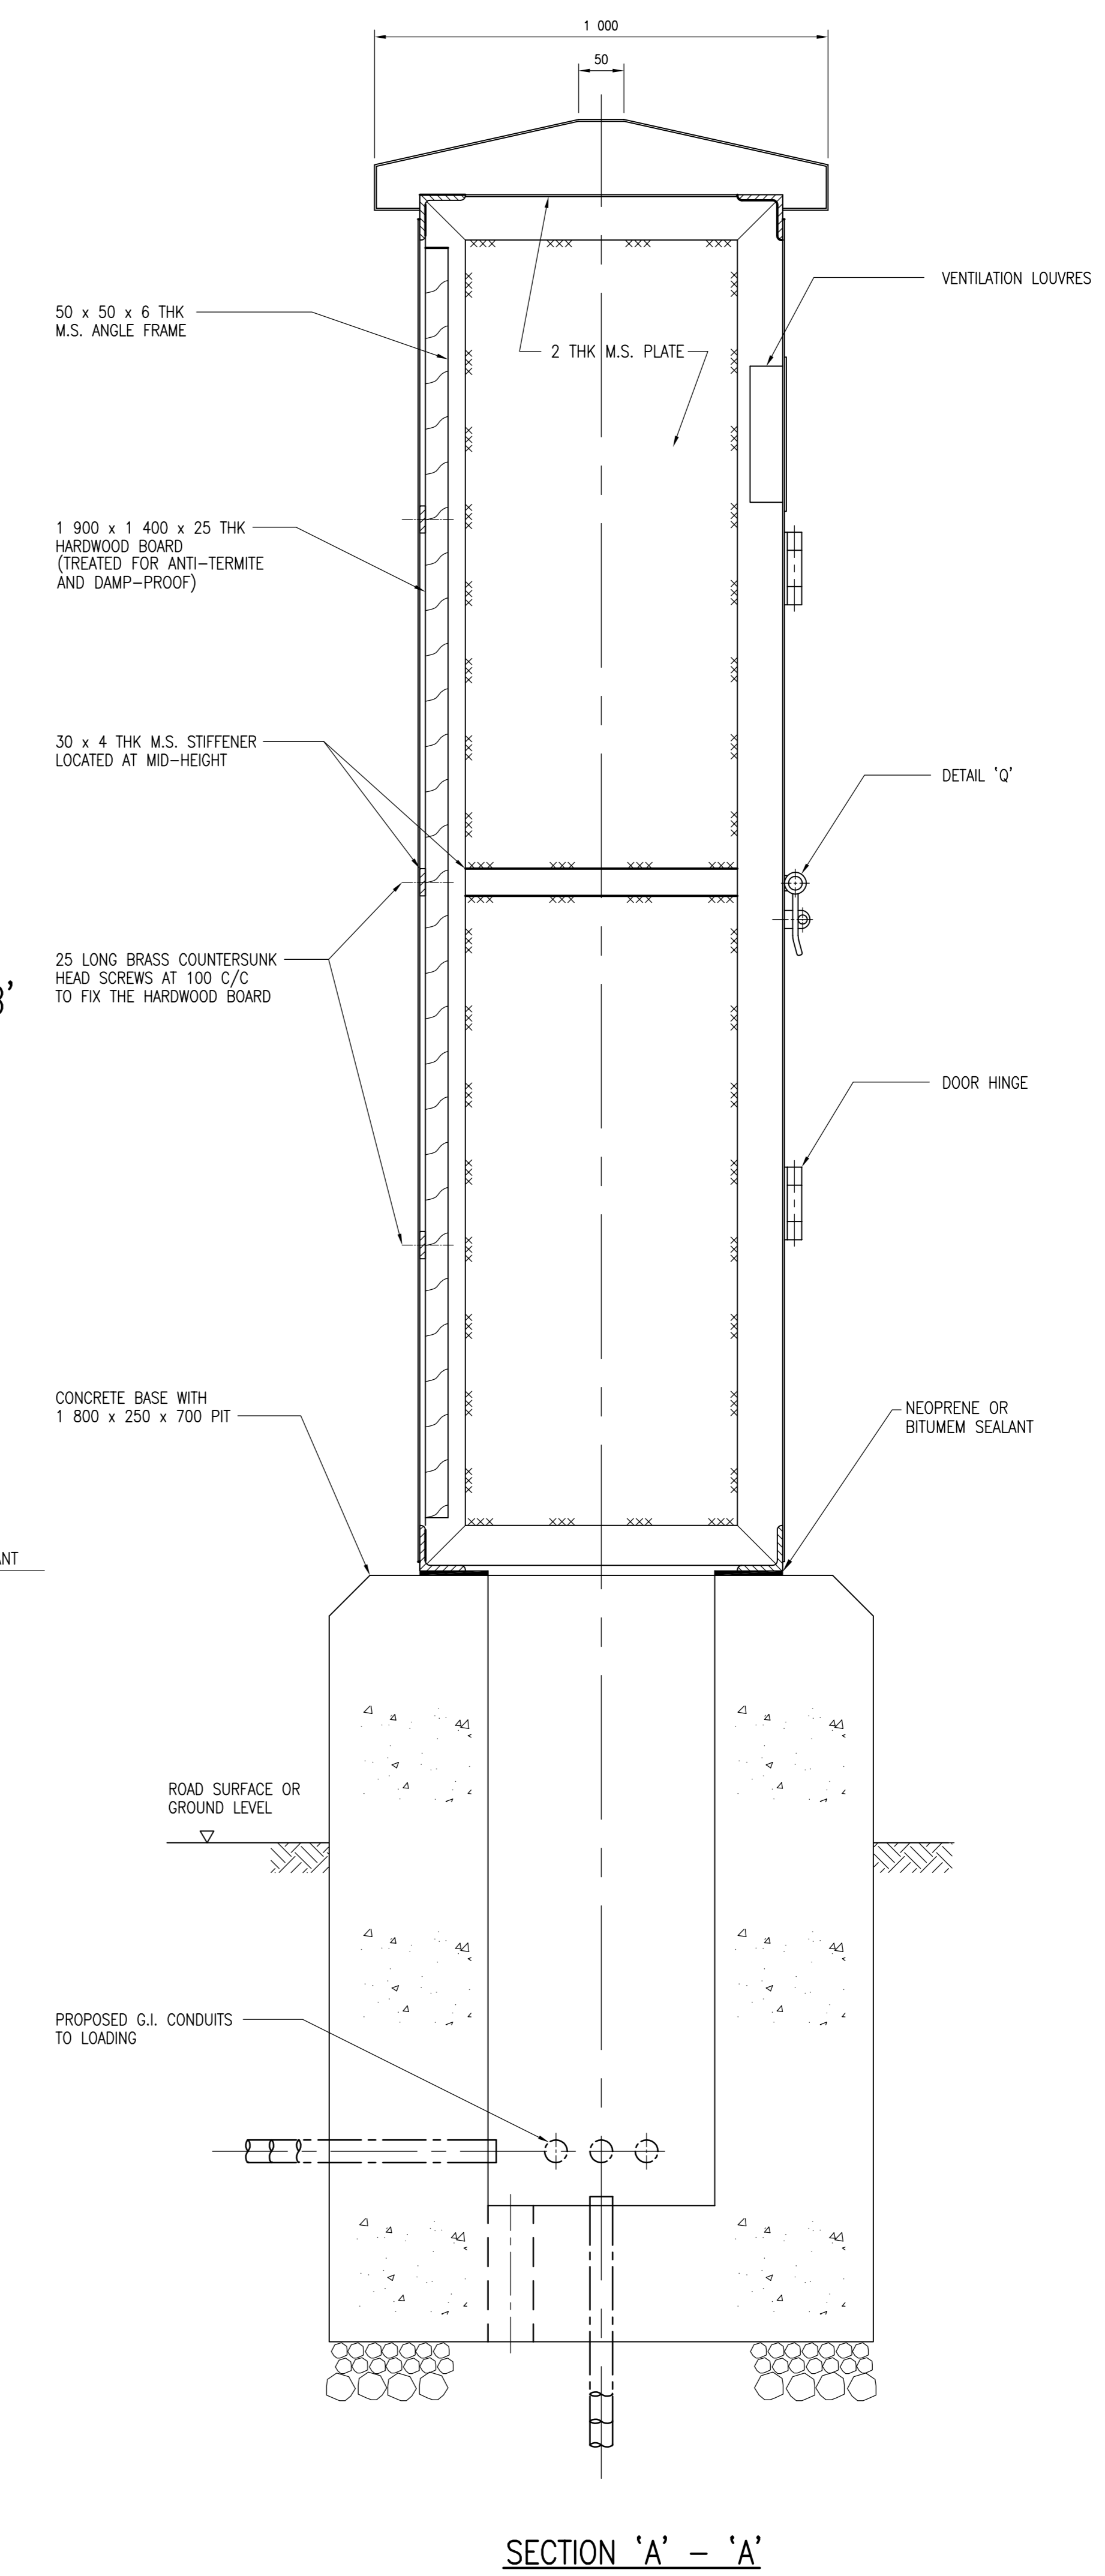 1 000
50
VENTILATION LOUVRES
50 x 50 x 6 THK
M.S. ANGLE FRAME
2 THK M.S. PLATE
1 900 x 1 400 x 25 THK
HARDWOOD BOARD
(TREATED FOR ANTI-TERMITE
AND DAMP-PROOF)
30 x 4 THK M.S. STIFFENER
LOCATED AT MID-HEIGHT
DETAIL 'Q'
25 LONG BRASS COUNTERSUNK
HEAD SCREWS AT 100 C/C
TO FIX THE HARDWOOD BOARD
DOOR HINGE
CONCRETE BASE WITH
1 800 x 250 x 700 PIT
NEOPRENE OR
BITUMEM SEALANT
ROAD SURFACE OR
GROUND LEVEL
PROPOSED G.I. CONDUITS
TO LOADING
SECTION 'A' - 'A'